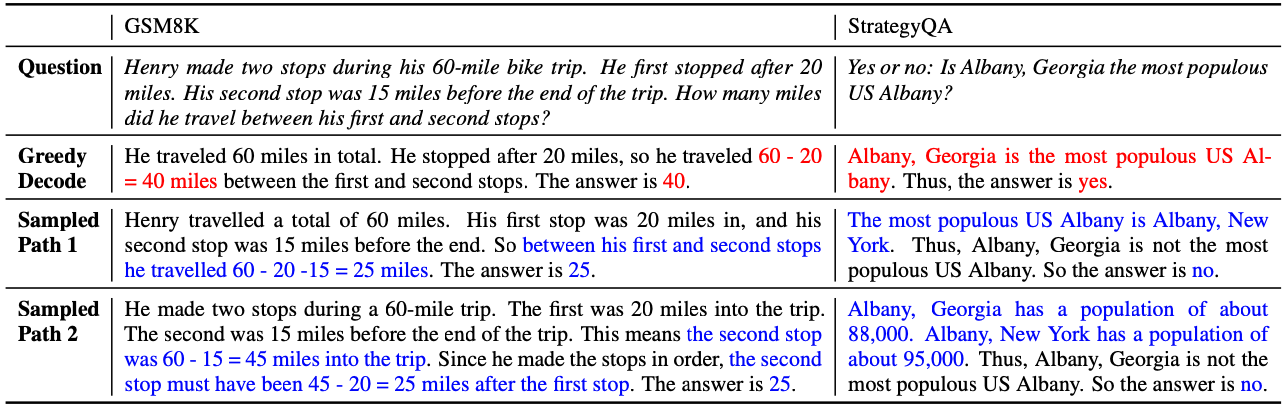 GSM8K
StrategyQA
Question
Henry made two stops during his 60-mile bike trip. He first stopped after 20
miles. His second stop was 15 miles before the end of the trip. How many miles
did he travel between his first and second stops?
Yes or no: Is Albany, Georgia the most populous
US Albany?
Greedy
Decode
He traveled 60 miles in total. He stopped after 20 miles, so he traveled 60 - 20
= 40 miles between the first and second stops. The answer is 40.
Albany, Georgia is the most populous US Al-
bany. Thus, the answer is yes.
Sampled
Path 1
Henry travelled a total of 60 miles. His first stop was 20 miles in, and his
second stop was 15 miles before the end. So between his first and second stops
he travelled 60 - 20 -15 = 25 miles. The answer is 25.
The most populous US Albany is Albany, New
York. Thus, Albany, Georgia is not the most
populous US Albany. So the answer is no.
Sampled
Path 2
He made two stops during a 60-mile trip. The first was 20 miles into the trip.
The second was 15 miles before the end of the trip. This means the second stop
was 60 - 15 = 45 miles into the trip. Since he made the stops in order, the second
stop must have been 45 - 20 = 25 miles after the first stop. The answer is 25.
Albany, Georgia has a population of about
88,000. Albany, New York has a population of
about 95,000. Thus, Albany, Georgia is not the
most populous US Albany. So the answer is no.